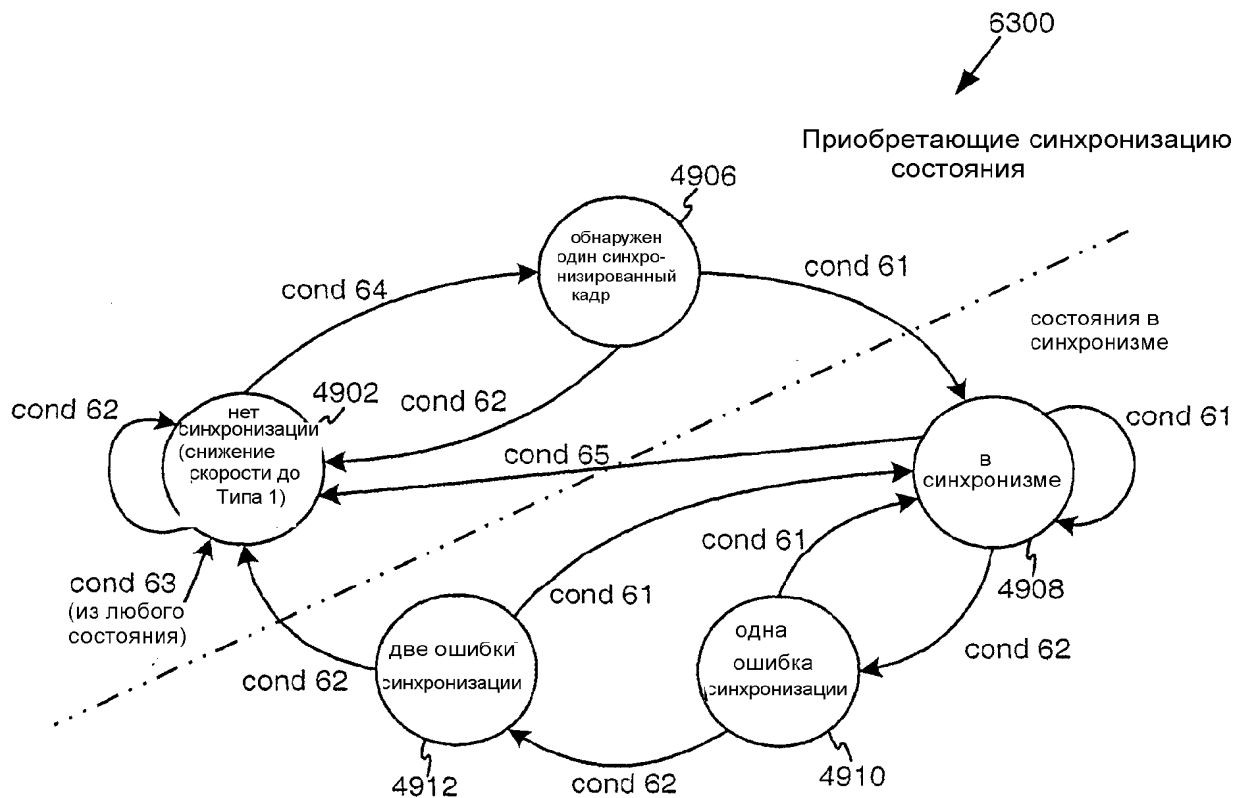 6300
Приобретающие синхронизацию
состояния
4906
обнаружен
один синхро-
низированный
кадр
cond 61
cond 64
состояния в
синхронизме
4902
cond 62
cond 62
нет
синхронизации
(снижение
скорости до
Типа 1)
cond 65
cond 61
в
синхронизме
cond 61
cond 63
(из любого
состояния)
cond 61
4908
две ошибки
синхронизации
одна
ошибка
синхронизации
cond 62
cond 62
4912
cond 62
4910